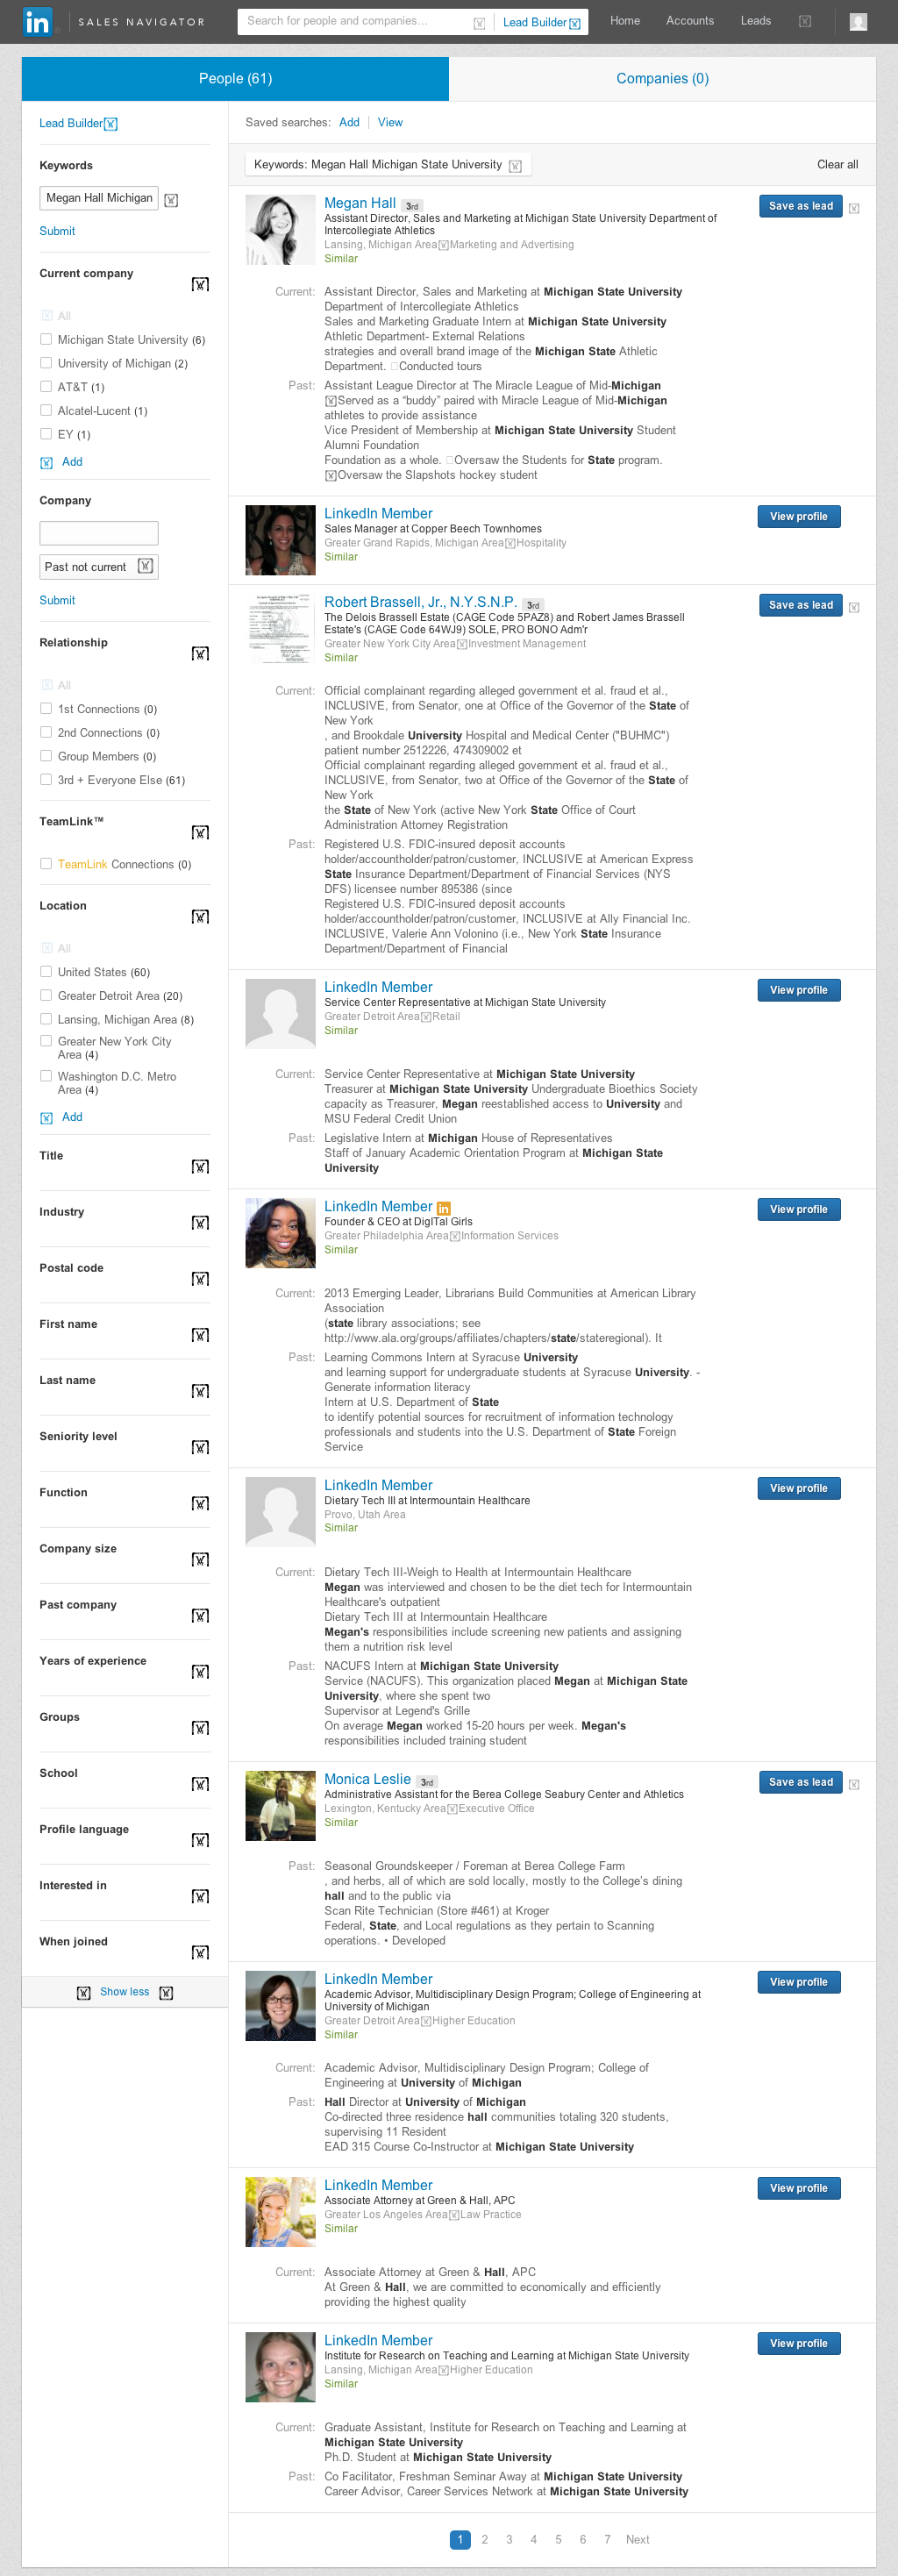 in SALES NAVIGATOR
Search for people and companies...
Lead Builder
Home
Accounts
Leads
People (61)
Companies (0)
Lead Builder
Keywords
Megan Hall Michigan
Submit
Current company
All
Michigan State University (6)
University of Michigan (2)
AT&T (1)
Alcatel-Lucent (1)
EY (1)
Add
Company
Past not current
Submit
Relationship
All
1st Connections (0)
2nd Connections (0)
Group Members (0)
3rd + Everyone Else (61)
TeamLink™
TeamLink Connections (0)
Location
All
United States (60)
Greater Detroit Area (20)
Lansing, Michigan Area (8)
Greater New York City
Area (4)
Washington D.C. Metro
Area (4)
Add
Title
Industry
Postal code
First name
Last name
Seniority level
Function
Company size
Past company
Years of experience
Groups
School
Profile language
Interested in
When joined
Show less
Saved searches: Add View
Keywords: Megan Hall Michigan State University
Clear all
Megan Hall 3rd
Save as lead
Assistant Director, Sales and Marketing at Michigan State University Department of
Intercollegiate Athletics
Lansing, Michigan Area Marketing and Advertising
Similar
Current: Assistant Director, Sales and Marketing at Michigan State University
Department of Intercollegiate Athletics
Sales and Marketing Graduate Intern at Michigan State University
Athletic Department- External Relations
strategies and overall brand image of the Michigan State Athletic
Department. Conducted tours
Past: Assistant League Director at The Miracle League of Mid-Michigan
Served as a “buddy” paired with Miracle League of Mid-Michigan
athletes to provide assistance
Vice President of Membership at Michigan State University Student
Alumni Foundation
Foundation as a whole. Oversaw the Students for State program.
Oversaw the Slapshots hockey student
LinkedIn Member
View profile
Sales Manager at Copper Beech Townhomes
Greater Grand Rapids, Michigan Area Hospitality
Similar
Robert Brassell, Jr., N.Y.S.N.P. 3rd
Save as lead
The Delois Brassell Estate (CAGE Code 5PAZ8) and Robert James Brassell
Estate's (CAGE Code 64WJ9) SOLE, PRO BONO Adm'r
Greater New York City Area Investment Management
Similar
Current: Official complainant regarding alleged government et al. fraud et al.,
INCLUSIVE, from Senator, one at Office of the Governor of the State of
New York
, and Brookdale University Hospital and Medical Center ("BUHMC")
patient number 2512226, 474309002 et
Official complainant regarding alleged government et al. fraud et al.,
INCLUSIVE, from Senator, two at Office of the Governor of the State of
New York
the State of New York (active New York State Office of Court
Administration Attorney Registration
Past: Registered U.S. FDIC-insured deposit accounts
holder/accountholder/patron/customer, INCLUSIVE at American Express
State Insurance Department/Department of Financial Services (NYS
DFS) licensee number 895386 (since
Registered U.S. FDIC-insured deposit accounts
holder/accountholder/patron/customer, INCLUSIVE at Ally Financial Inc.
INCLUSIVE, Valerie Ann Volonino (i.e., New York State Insurance
Department/Department of Financial
LinkedIn Member
View profile
Service Center Representative at Michigan State University
Greater Detroit Area Retail
Similar
Current: Service Center Representative at Michigan State University
Treasurer at Michigan State University Undergraduate Bioethics Society
capacity as Treasurer, Megan reestablished access to University and
MSU Federal Credit Union
Past: Legislative Intern at Michigan House of Representatives
Staff of January Academic Orientation Program at Michigan State
University
LinkedIn Member in
View profile
Founder & CEO at DigITal Girls
Greater Philadelphia Area Information Services
Similar
Current: 2013 Emerging Leader, Librarians Build Communities at American Library
Association
(state library associations; see
http://www.ala.org/groups/affiliates/chapters/state/stateregional). It
Past: Learning Commons Intern at Syracuse University
and learning support for undergraduate students at Syracuse University. -
Generate information literacy
Intern at U.S. Department of State
to identify potential sources for recruitment of information technology
professionals and students into the U.S. Department of State Foreign
Service
LinkedIn Member
View profile
Dietary Tech III at Intermountain Healthcare
Provo, Utah Area
Similar
Current: Dietary Tech III-Weigh to Health at Intermountain Healthcare
Megan was interviewed and chosen to be the diet tech for Intermountain
Healthcare's outpatient
Dietary Tech III at Intermountain Healthcare
Megan's responsibilities include screening new patients and assigning
them a nutrition risk level
Past: NACUFS Intern at Michigan State University
Service (NACUFS). This organization placed Megan at Michigan State
University, where she spent two
Supervisor at Legend's Grille
On average Megan worked 15-20 hours per week. Megan's
responsibilities included training student
Monica Leslie 3rd
Save as lead
Administrative Assistant for the Berea College Seabury Center and Athletics
Lexington, Kentucky Area Executive Office
Similar
Past: Seasonal Groundskeeper / Foreman at Berea College Farm
, and herbs, all of which are sold locally, mostly to the College's dining
hall and to the public via
Scan Rite Technician (Store #461) at Kroger
Federal, State, and Local regulations as they pertain to Scanning
operations. • Developed
LinkedIn Member
View profile
Academic Advisor, Multidisciplinary Design Program; College of Engineering at
University of Michigan
Greater Detroit Area Higher Education
Similar
Current: Academic Advisor, Multidisciplinary Design Program; College of
Engineering at University of Michigan
Past: Hall Director at University of Michigan
Co-directed three residence hall communities totaling 320 students,
supervising 11 Resident
EAD 315 Course Co-Instructor at Michigan State University
LinkedIn Member
View profile
Associate Attorney at Green & Hall, APC
Greater Los Angeles Area Law Practice
Similar
Current: Associate Attorney at Green & Hall, APC
At Green & Hall, we are committed to economically and efficiently
providing the highest quality
LinkedIn Member
View profile
Institute for Research on Teaching and Learning at Michigan State University
Lansing, Michigan Area Higher Education
Similar
Current: Graduate Assistant, Institute for Research on Teaching and Learning at
Michigan State University
Ph.D. Student at Michigan State University
Past: Co Facilitator, Freshman Seminar Away at Michigan State University
Career Advisor, Career Services Network at Michigan State University
1 2 3 4 5 6 7 Next